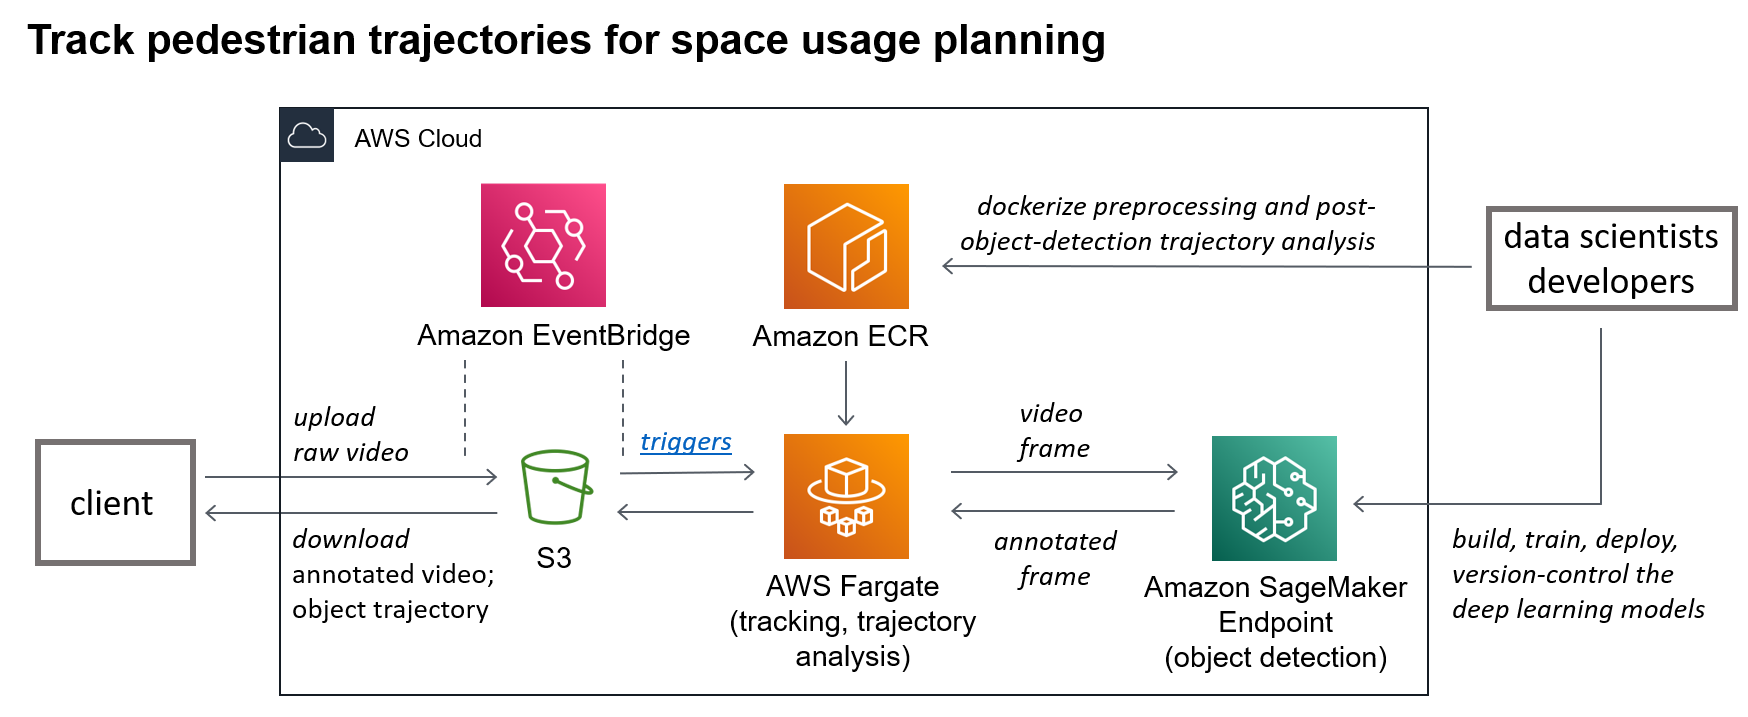 Track pedestrian trajectories for space usage planning
AWS Cloud
dockerize preprocessing and post-
object-detection trajectory analysis
data scientists
developers
Amazon EventBridge
Amazon ECR
upload
raw video
triggers
video
frame
client
download
annotated video;
object trajectory
S3
AWS Fargate
(tracking, trajectory
analysis)
annotated
frame
Amazon SageMaker
Endpoint
(object detection)
build, train, deploy,
version-control the
deep learning models